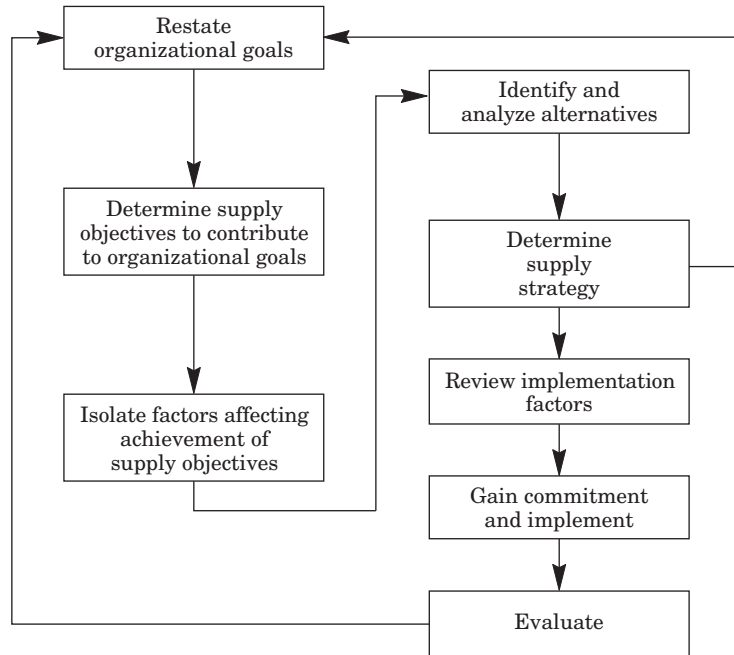 Restate
organizational goals
Determine supply
objectives to contribute
to organizational goals
Isolate factors affecting
achievement of
supply objectives
Identify and
analyze alternatives
Determine
supply
strategy
Review implementation
factors
Gain commitment
and implement
Evaluate